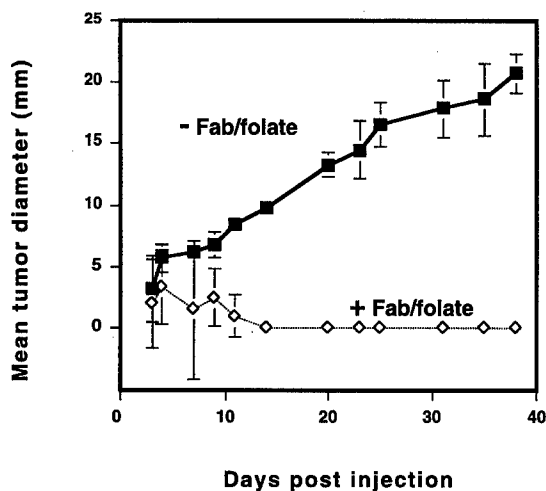 25
20
15
10
5
0
Mean tumor diameter (mm)
- Fab/folate
+ Fab/folate
0 10 20 30 40
Days post injection